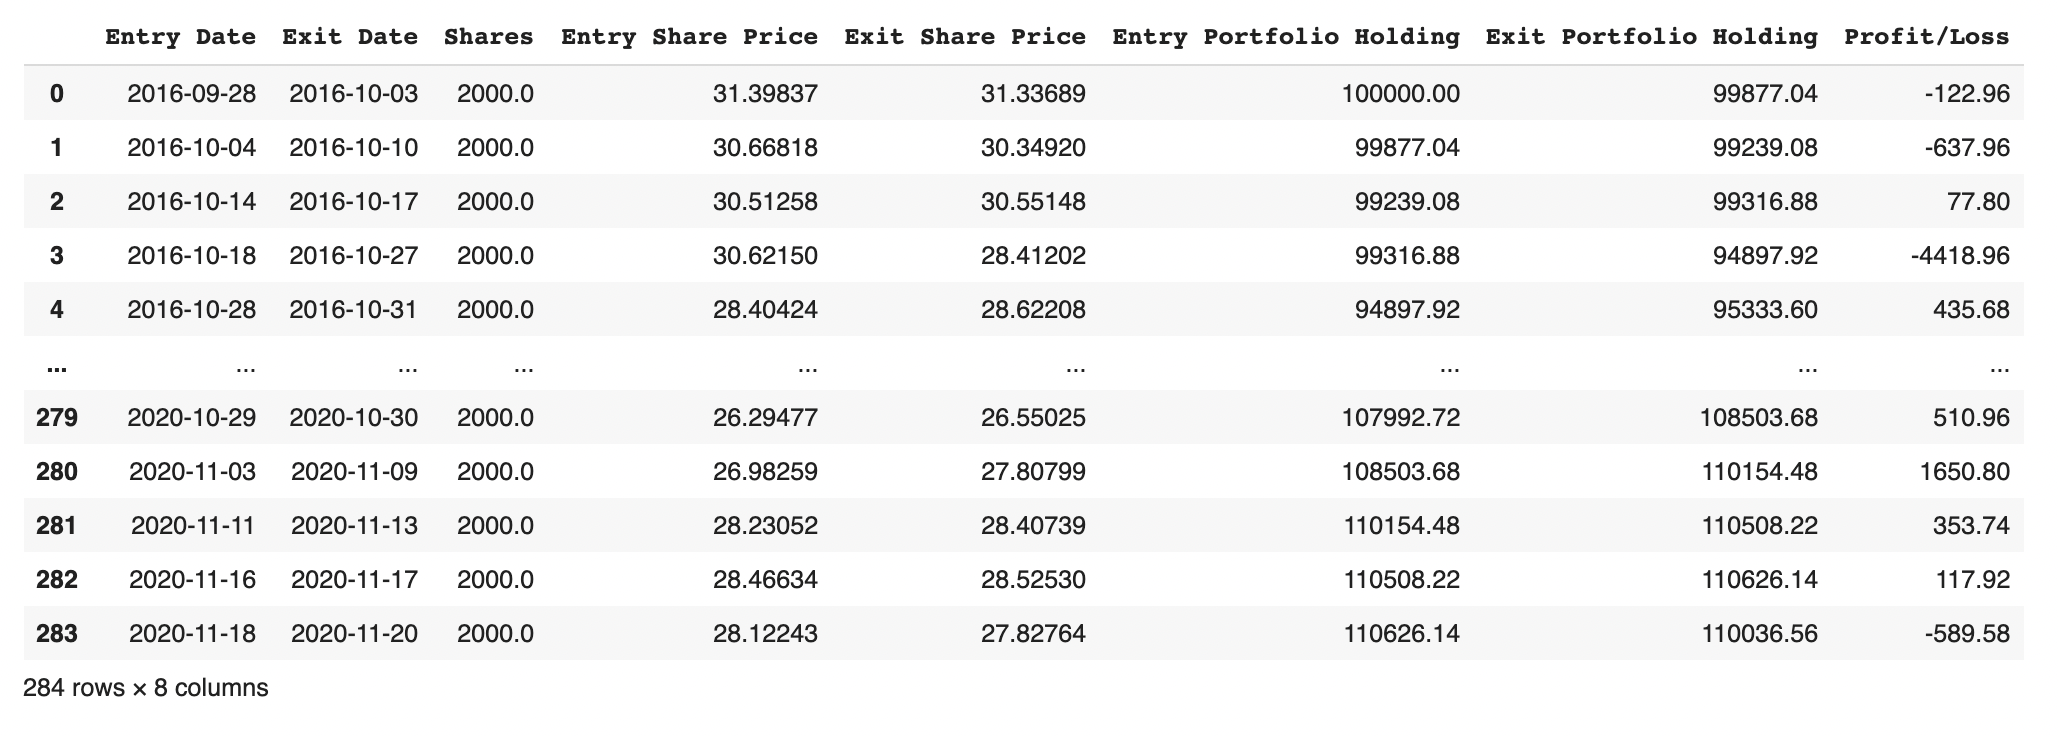 Entry Date Exit Date Shares Entry Share Price Exit Share Price Entry Portfolio Holding Exit Portfolio Holding Profit/Loss
0 2016-09-28 2016-10-03 2000.0 31.39837 31.33689 100000.00 99877.04 -122.96
1 2016-10-04 2016-10-10 2000.0 30.66818 30.34920 99877.04 99239.08 -637.96
2 2016-10-14 2016-10-17 2000.0 30.51258 30.55148 99239.08 99316.88 77.80
3 2016-10-18 2016-10-27 2000.0 30.62150 28.41202 99316.88 94897.92 -4418.96
4 2016-10-28 2016-10-31 2000.0 28.40424 28.62208 94897.92 95333.60 435.68
... ... ... ... ... ... ... ... ...
279 2020-10-29 2020-10-30 2000.0 26.29477 26.55025 107992.72 108503.68 510.96
280 2020-11-03 2020-11-09 2000.0 26.98259 27.80799 108503.68 110154.48 1650.80
281 2020-11-11 2020-11-13 2000.0 28.23052 28.40739 110154.48 110508.22 353.74
282 2020-11-16 2020-11-17 2000.0 28.46634 28.52530 110508.22 110626.14 117.92
283 2020-11-18 2020-11-20 2000.0 28.12243 27.82764 110626.14 110036.56 -589.58
284 rows × 8 columns